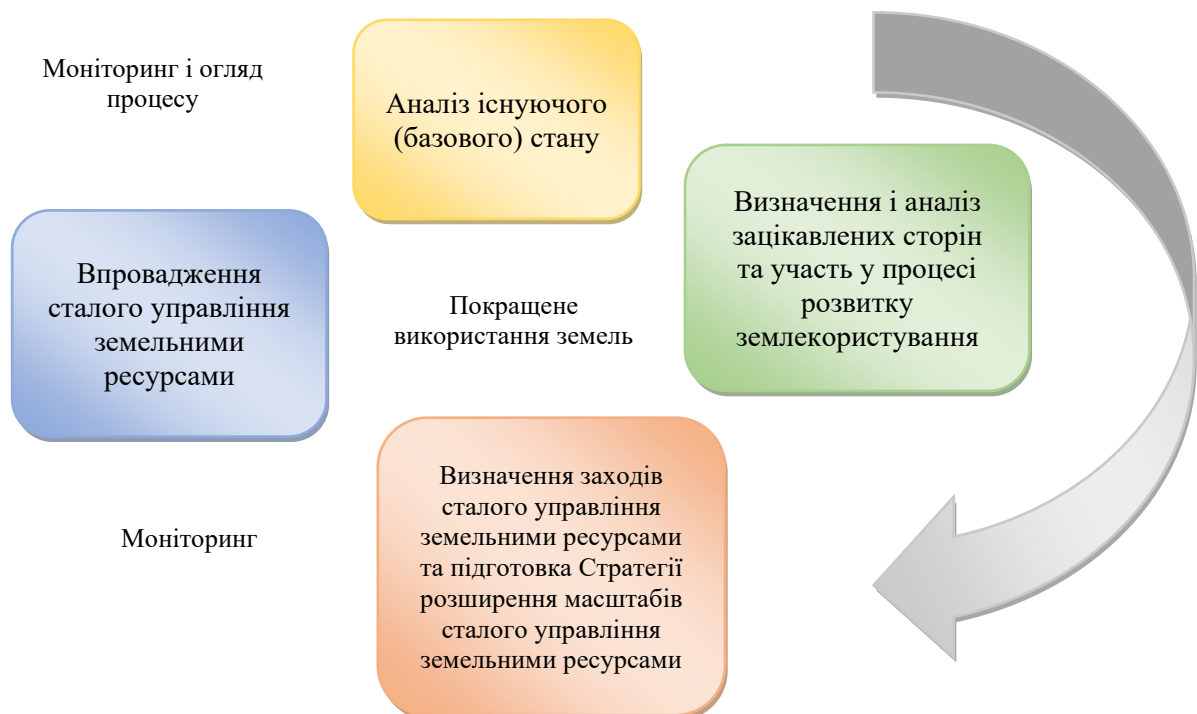 Моніторинг і огляд
процесу
Аналіз існуючого
(базового) стану
Визначення і аналіз
зацікавлених сторін
та участь у процесі
розвитку
землекористування
Впровадження
сталого управління
земельними
ресурсами
Покращене
використання земель
Визначення заходів
сталого управління
земельними ресурсами
та підготовка Стратегії
розширення масштабів
сталого управління
земельними ресурсами
Моніторинг